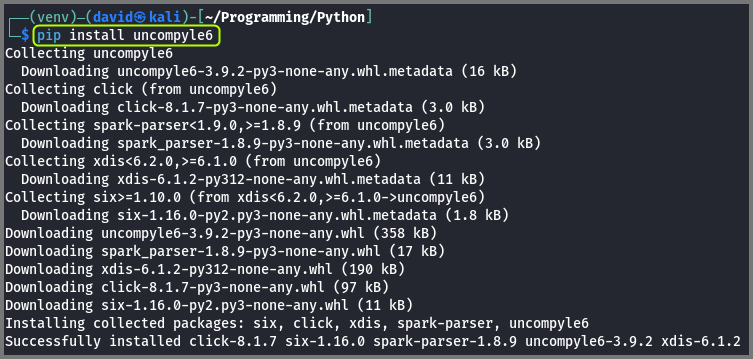 (venv)–(david㉿kali)-[~/Programming/Python]
$ pip install uncompyle6
Collecting uncompyle6
Downloading uncompyle6-3.9.2-py3-none-any.whl.metadata (16 kB)
Collecting click (from uncompyle6)
Downloading click-8.1.7-py3-none-any.whl.metadata (3.0 kB)
Collecting spark-parser<1.9.0,>=1.8.9 (from uncompyle6)
Downloading spark_parser-1.8.9-py3-none-any.whl.metadata (3.0 kB)
Collecting xdis<6.2.0,>=6.1.0 (from uncompyle6)
Downloading xdis-6.1.2-py312-none-any.whl.metadata (11 kB)
Collecting six>=1.10.0 (from xdis<6.2.0,>=6.1.0->uncompyle6)
Downloading six-1.16.0-py2.py3-none-any.whl.metadata (1.8 kB)
Downloading uncompyle6-3.9.2-py3-none-any.whl (358 kB)
Downloading spark_parser-1.8.9-py3-none-any.whl (17 kB)
Downloading xdis-6.1.2-py312-none-any.whl (190 kB)
Downloading click-8.1.7-py3-none-any.whl (97 kB)
Downloading six-1.16.0-py2.py3-none-any.whl (11 kB)
Installing collected packages: six, click, xdis, spark-parser, uncompyle6
Successfully installed click-8.1.7 six-1.16.0 spark-parser-1.8.9 uncompyle6-3.9.2 xdis-6.1.2